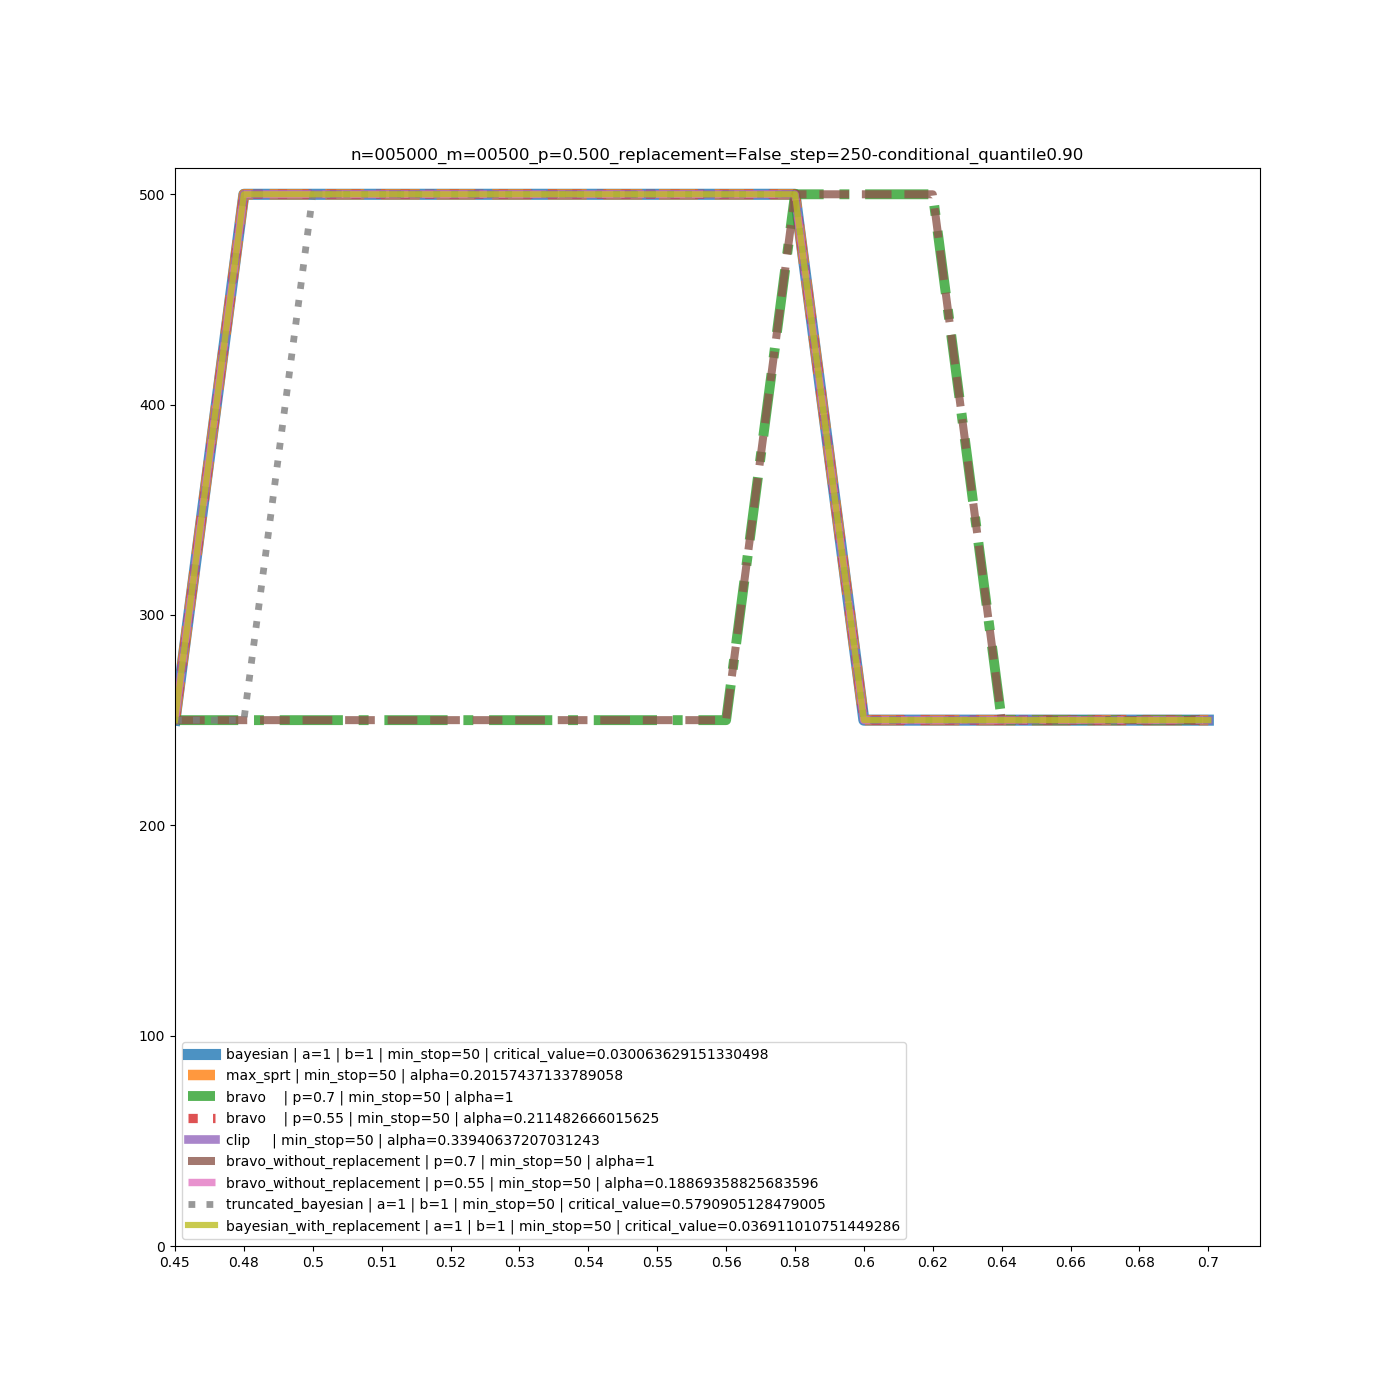 n=005000_m=00500_p=0.500_replacement=False_step=250-conditional_quantile0.90
500
400
300
200
100
0
bayesian | a=1 | b=1 | min_stop=50 | critical_value=0.030063629151330498
max_sprt | min_stop=50 | alpha=0.20157437133789058
bravo    | p=0.7 | min_stop=50 | alpha=1
bravo    | p=0.55 | min_stop=50 | alpha=0.211482666015625
clip     | min_stop=50 | alpha=0.33940637207031243
bravo_without_replacement | p=0.7 | min_stop=50 | alpha=1
bravo_without_replacement | p=0.55 | min_stop=50 | alpha=0.18869358825683596
truncated_bayesian | a=1 | b=1 | min_stop=50 | critical_value=0.5790905128479005
bayesian_with_replacement | a=1 | b=1 | min_stop=50 | critical_value=0.036911010751449286
0.45 0.48 0.5 0.51 0.52 0.53 0.54 0.55 0.56 0.58 0.6 0.62 0.64 0.66 0.68 0.7